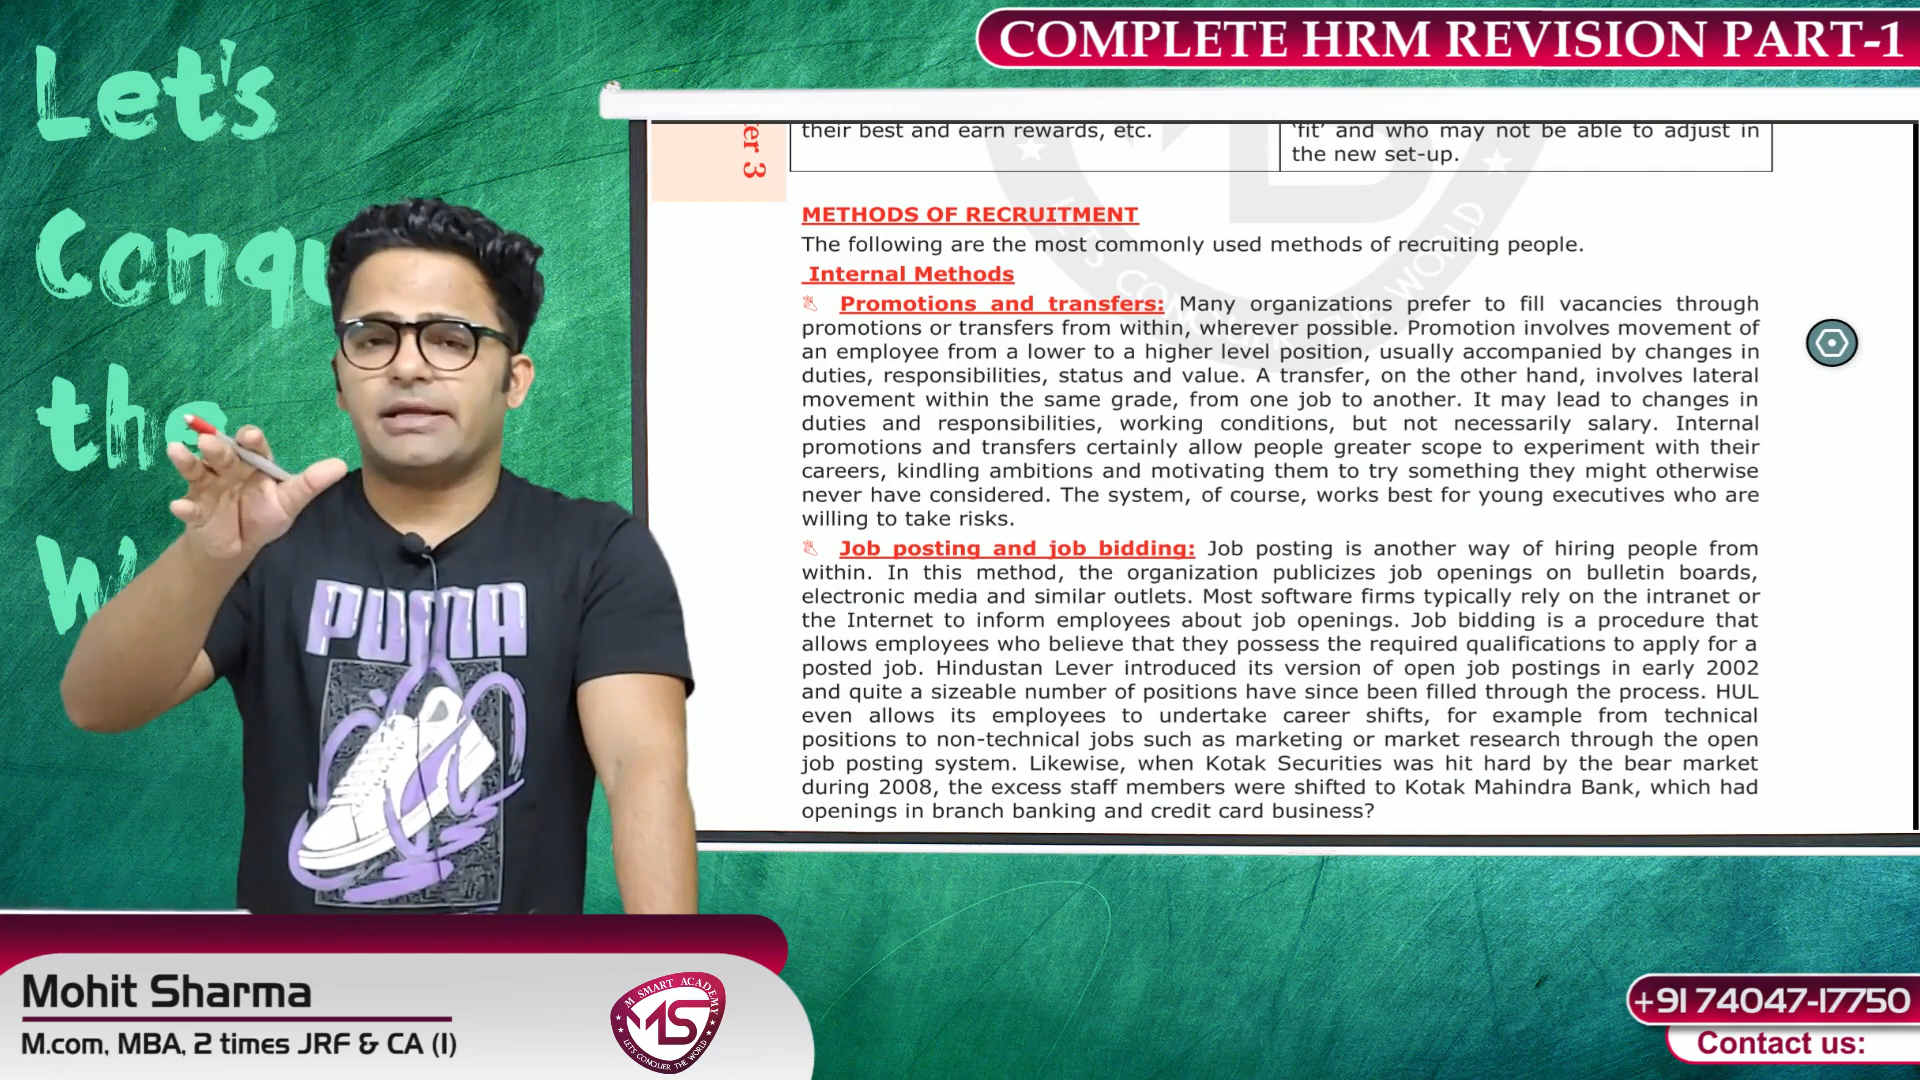 COMPLETE HRM REVISION PART-1
Let's
Conqu
the
W
ter 3
their best and earn rewards, etc.
'fit' and who may not be able to adjust in
the new set-up.
METHODS OF RECRUITMENT
The following are the most commonly used methods of recruiting people.
Internal Methods
Promotions and transfers: Many organizations prefer to fill vacancies through
promotions or transfers from within, wherever possible. Promotion involves movement of
an employee from a lower to a higher level position, usually accompanied by changes in
duties, responsibilities, status and value. A transfer, on the other hand, involves lateral
movement within the same grade, from one job to another. It may lead to changes in
duties and responsibilities, working conditions, but not necessarily salary. Internal
promotions and transfers certainly allow people greater scope to experiment with their
careers, kindling ambitions and motivating them to try something they might otherwise
never have considered. The system, of course, works best for young executives who are
willing to take risks.
Job posting and job bidding: Job posting is another way of hiring people from
within. In this method, the organization publicizes job openings on bulletin boards,
electronic media and similar outlets. Most software firms typically rely on the intranet or
the Internet to inform employees about job openings. Job bidding is a procedure that
allows employees who believe that they possess the required qualifications to apply for a
posted job. Hindustan Lever introduced its version of open job postings in early 2002
and quite a sizeable number of positions have since been filled through the process. HUL
even allows its employees to undertake career shifts, for example from technical
positions to non-technical jobs such as marketing or market research through the open
job posting system. Likewise, when Kotak Securities was hit hard by the bear market
during 2008, the excess staff members were shifted to Kotak Mahindra Bank, which had
openings in branch banking and credit card business?
LETS CONQUER THE WORLD
PUMA
Mohit Sharma
M.com, MBA, 2 times JRF & CA (I)
M SMART ACADEMY
MS
LETS CONQUER THE WORLD
+91 74047-17750
Contact us: